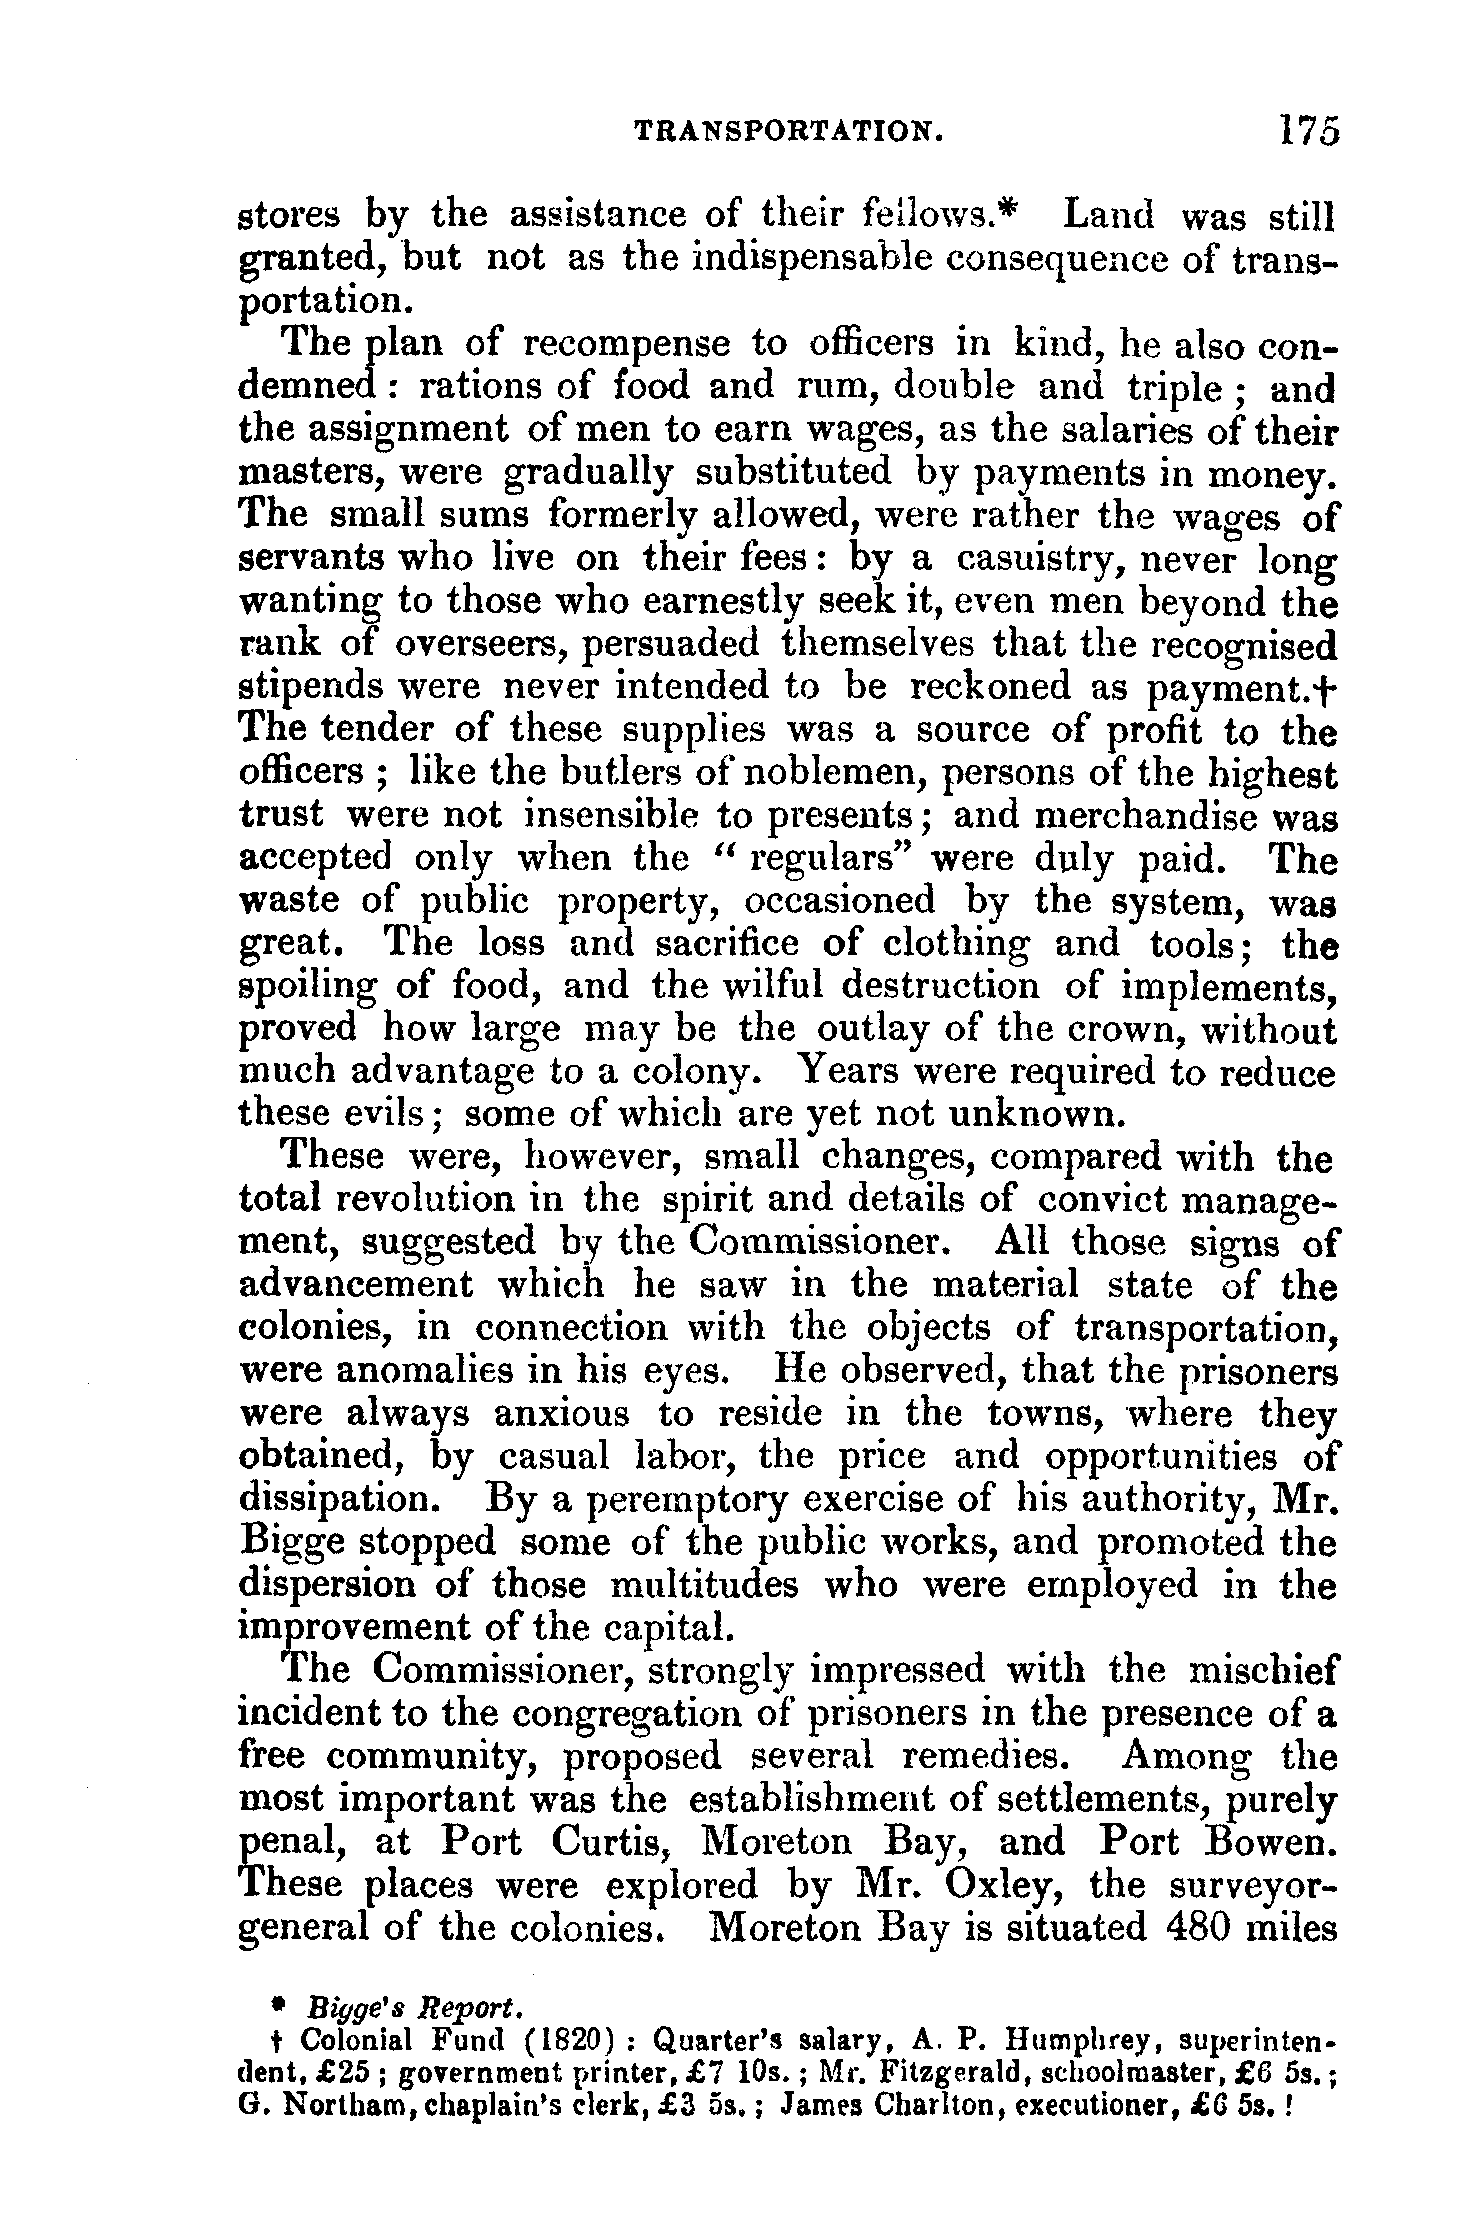 TRANSPORTATION. 175
stores by the assistance of their fellows.* Land was still
granted, but not as the indispensable consequence of trans-
portation.
The plan of recompense to officers in kind, he also con-
demned : rations of food and rum, double and triple ; and
the assignment of men to earn wages, as the salaries of their
masters, were gradually substituted by payments in money.
The small sums formerly allowed, were rather the wages of
servants who live on their fees : by a casuistry, never long
wanting to those who earnestly seek it, even men beyond the
rank of overseers, persuaded themselves that the recognised
stipends were never intended to be reckoned as payment.†
The tender of these supplies was a source of profit to the
officers ; like the butlers of noblemen, persons of the highest
trust were not insensible to presents ; and merchandise was
accepted only when the “ regulars” were duly paid. The
waste of public property, occasioned by the system, was
great. The loss and sacrifice of clothing and tools ; the
spoiling of food, and the wilful destruction of implements,
proved how large may be the outlay of the crown, without
much advantage to a colony. Years were required to reduce
these evils ; some of which are yet not unknown.
These were, however, small changes, compared with the
total revolution in the spirit and details of convict manage-
ment, suggested by the Commissioner. All those signs of
advancement which he saw in the material state of the
colonies, in connection with the objects of transportation,
were anomalies in his eyes. He observed, that the prisoners
were always anxious to reside in the towns, where they
obtained, by casual labor, the price and opportunities of
dissipation. By a peremptory exercise of his authority, Mr.
Bigge stopped some of the public works, and promoted the
dispersion of those multitudes who were employed in the
improvement of the capital.
The Commissioner, strongly impressed with the mischief
incident to the congregation of prisoners in the presence of a
free community, proposed several remedies. Among the
most important was the establishment of settlements, purely
penal, at Port Curtis, Moreton Bay, and Port Bowen.
These places were explored by Mr. Oxley, the surveyor-
general of the colonies. Moreton Bay is situated 480 miles
* Bigge's Report.
† Colonial Fund (1820) : Quarter's salary, A. P. Humphrey, superinten-
dent, £25 ; government printer, £7 10s. ; Mr. Fitzgerald, schoolmaster, £6 5s. ;
G. Northam, chaplain's clerk, £3 5s. ; James Charlton, executioner, £6 5s. !